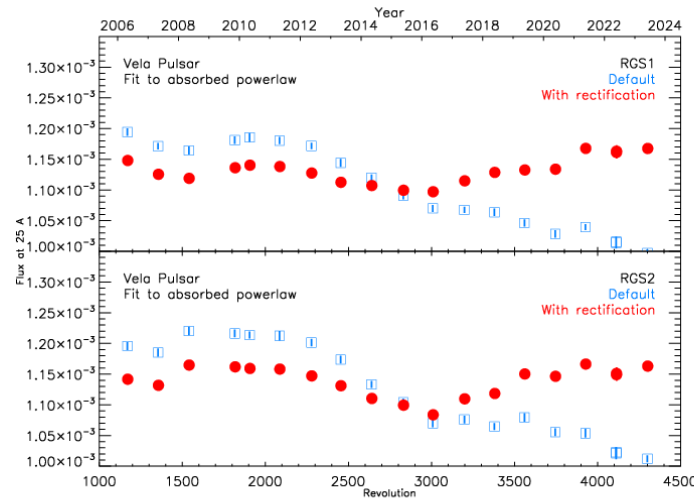 Year
2006 2008 2010 2012 2014 2016 2018 2020 2022 2024
Vela Pulsar
Fit to absorbed powerlaw
RGS1
Default
With rectification
1.30×10⁻³
1.25×10⁻³
1.20×10⁻³
1.15×10⁻³
1.10×10⁻³
1.05×10⁻³
1.00×10⁻³
Flux at 25 A
Vela Pulsar
Fit to absorbed powerlaw
RGS2
Default
With rectification
1.30×10⁻³
1.25×10⁻³
1.20×10⁻³
1.15×10⁻³
1.10×10⁻³
1.05×10⁻³
1.00×10⁻³
1000 1500 2000 2500 3000 3500 4000 4500
Revolution